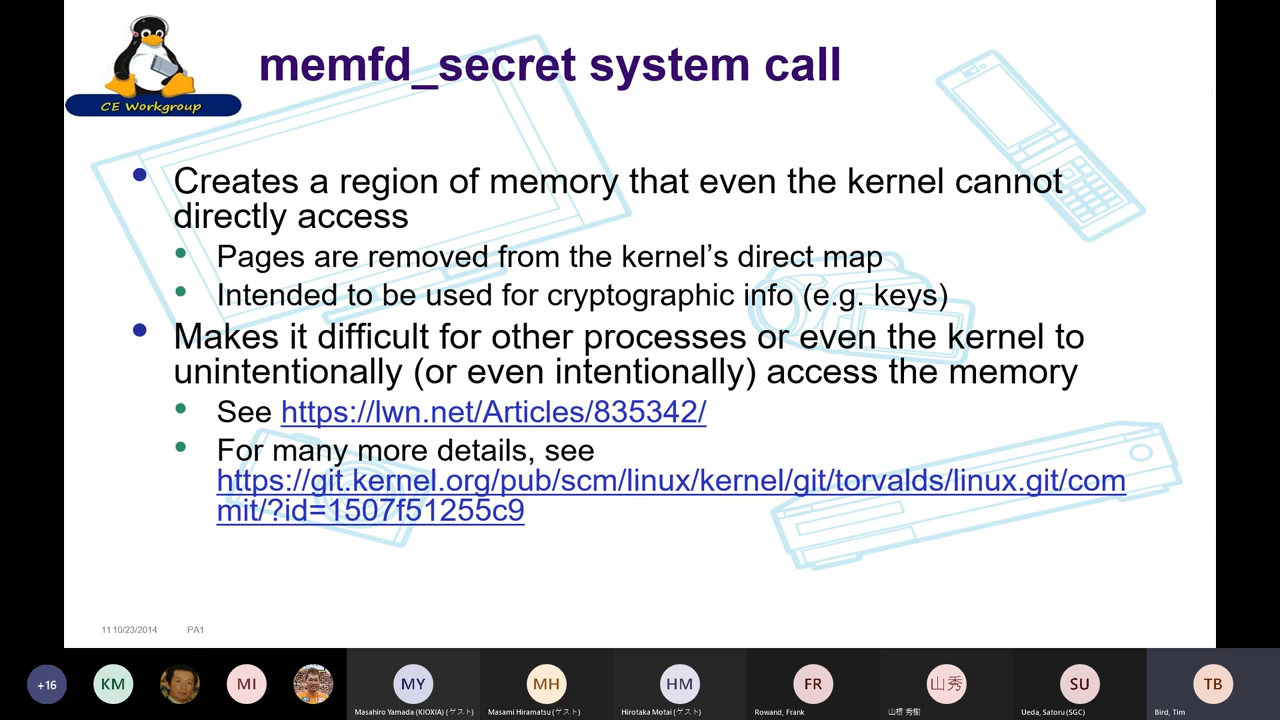 CE Workgroup
memfd_secret system call
Creates a region of memory that even the kernel cannot
directly access
Pages are removed from the kernel's direct map
Intended to be used for cryptographic info (e.g. keys)
Makes it difficult for other processes or even the kernel to
unintentionally (or even intentionally) access the memory
See https://lwn.net/Articles/835342/
For many more details, see
https://git.kernel.org/pub/scm/linux/kernel/git/torvalds/linux.git/com
mit/?id=1507f51255c9
11 10/23/2014 PA1
+16 KM MI MY MH HM FR 山秀 SU TB
Masahiro Yamada (KIOXIA) (ゲスト) Masami Hiramatsu (ゲスト) Hirotaka Motai (ゲスト) Rowand, Frank 山根 秀樹 Ueda, Satoru (SGC) Bird, Tim